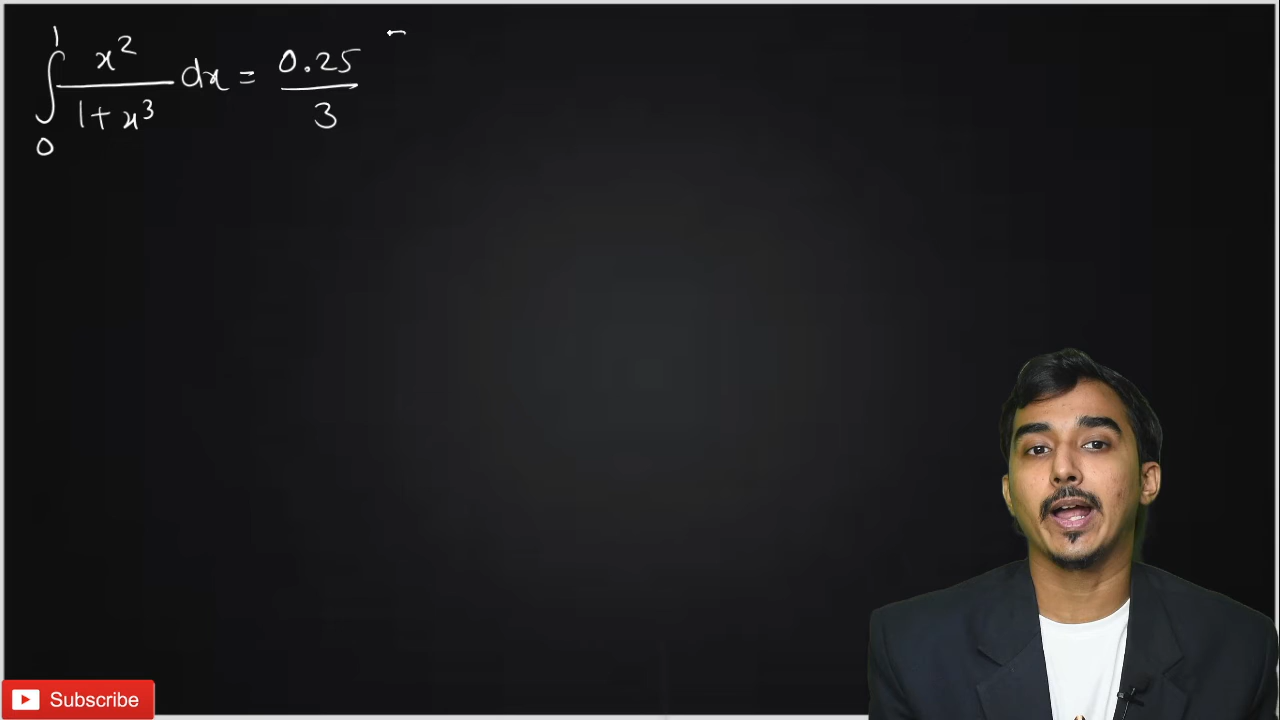 ∫₀¹ x²/(1+x³) dx = 0.25/3
Subscribe